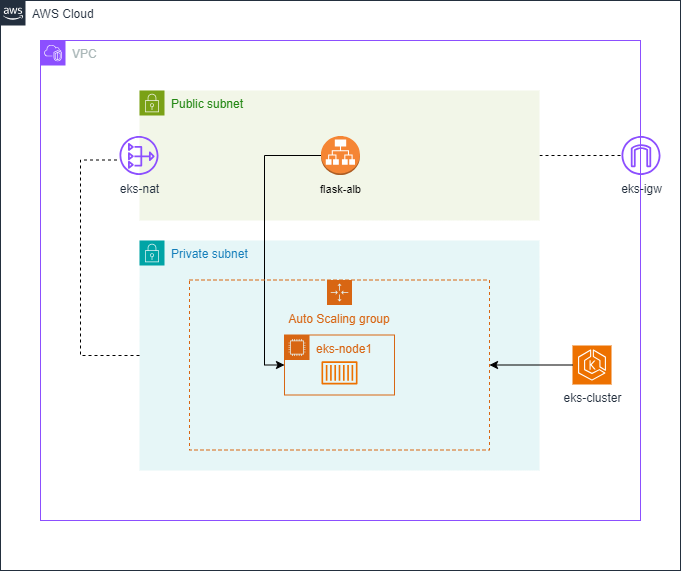 aws
AWS Cloud
VPC
Public subnet
eks-nat
flask-alb
eks-igw
Private subnet
Auto Scaling group
eks-node1
K
eks-cluster